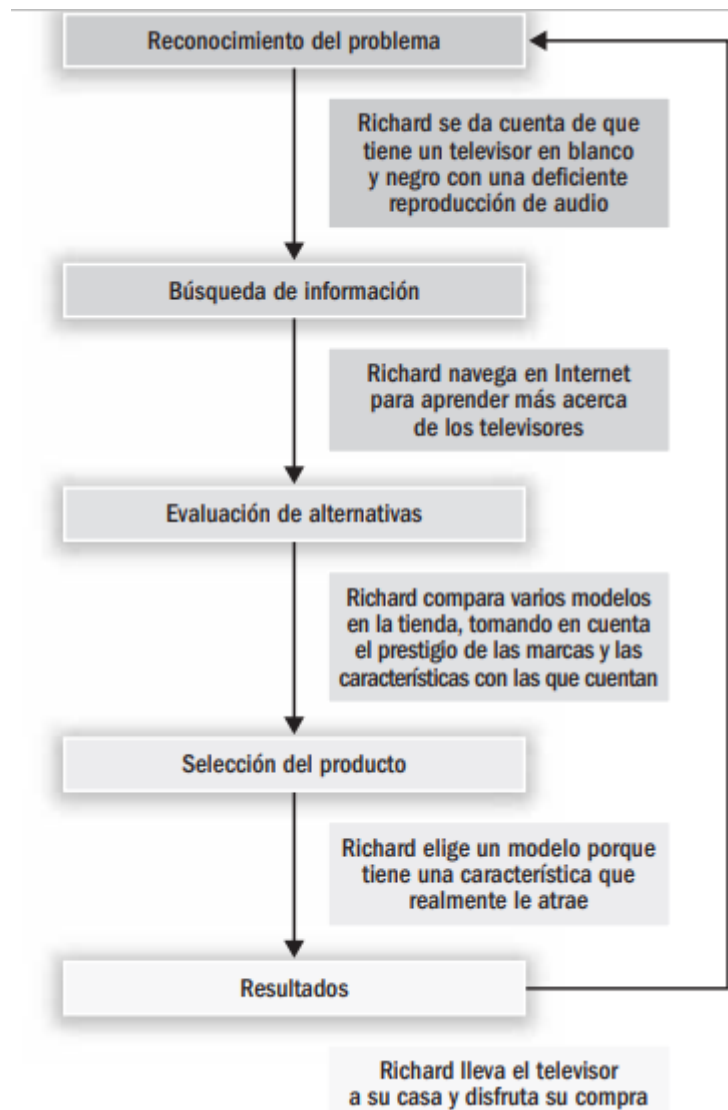 Reconocimiento del problema
Richard se da cuenta de que
tiene un televisor en blanco
y negro con una deficiente
reproducción de audio
Búsqueda de información
Richard navega en Internet
para aprender más acerca
de los televisores
Evaluación de alternativas
Richard compara varios modelos
en la tienda, tomando en cuenta
el prestigio de las marcas y las
características con las que cuentan
Selección del producto
Richard elige un modelo porque
tiene una característica que
realmente le atrae
Resultados
Richard lleva el televisor
a su casa y disfruta su compra